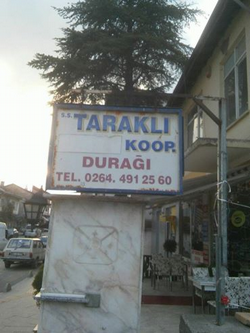 S.S. TARAKLI
KOOP.
DURAĞI
TEL. 0264. 491 25 60